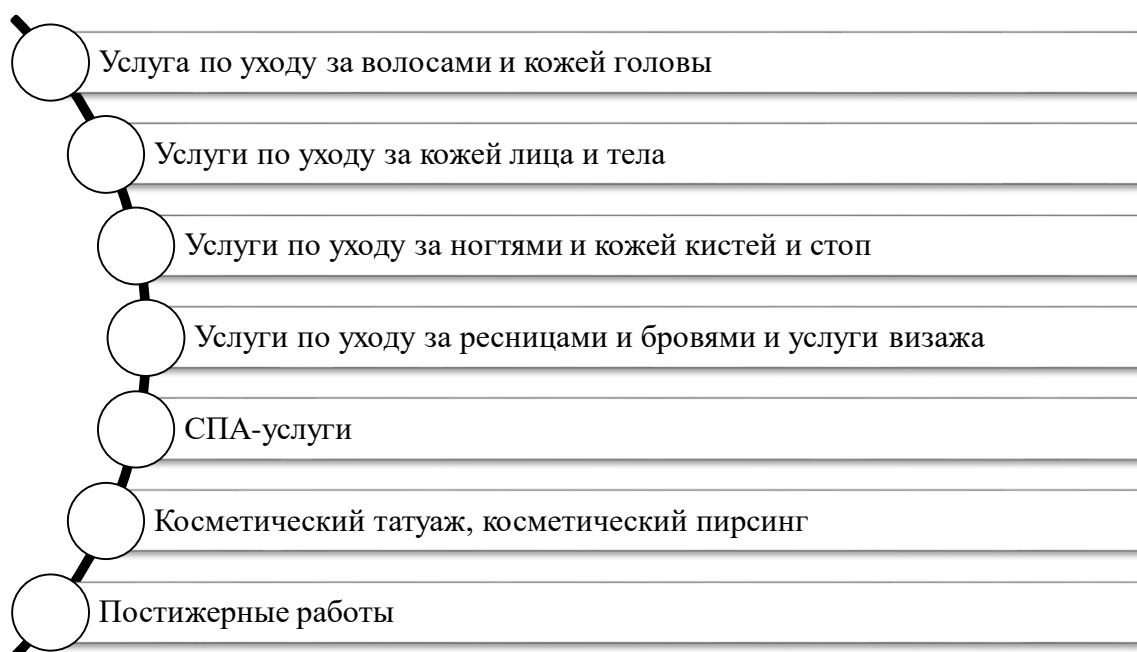 Услуга по уходу за волосами и кожей головы
Услуги по уходу за кожей лица и тела
Услуги по уходу за ногтями и кожей кистей и стоп
Услуги по уходу за ресницами и бровями и услуги визажа
СПА-услуги
Косметический татуаж, косметический пирсинг
Постижерные работы